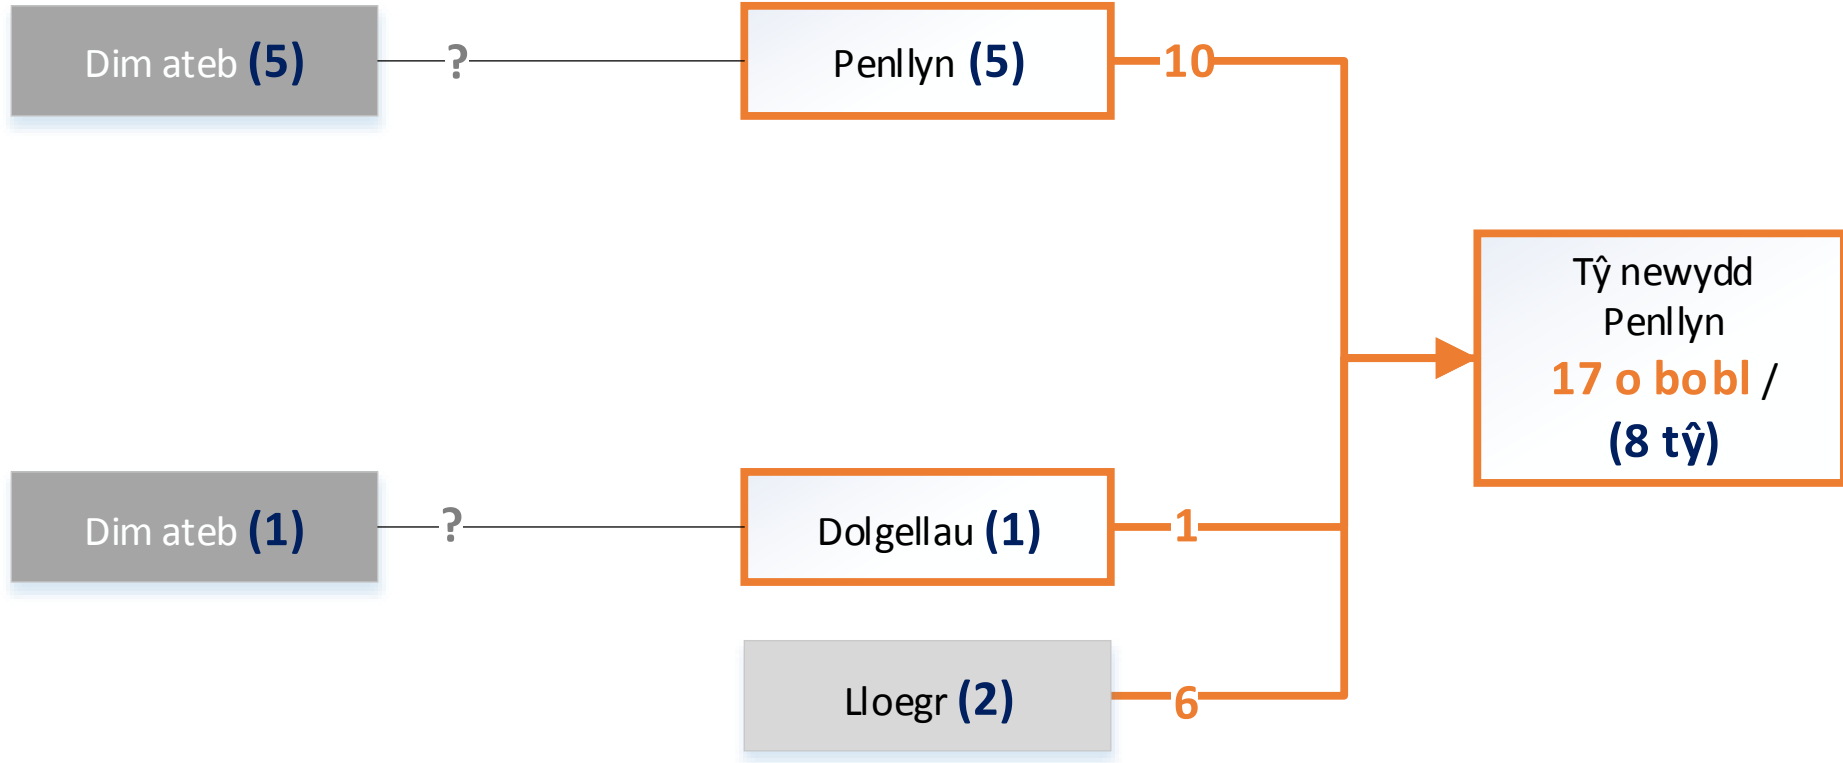 Dim ateb (5)
?
Penllyn (5)
10
Tŷ newydd
Penllyn
17 o bobl /
(8 tŷ)
Dim ateb (1)
?
Dolgellau (1)
1
Lloegr (2)
6